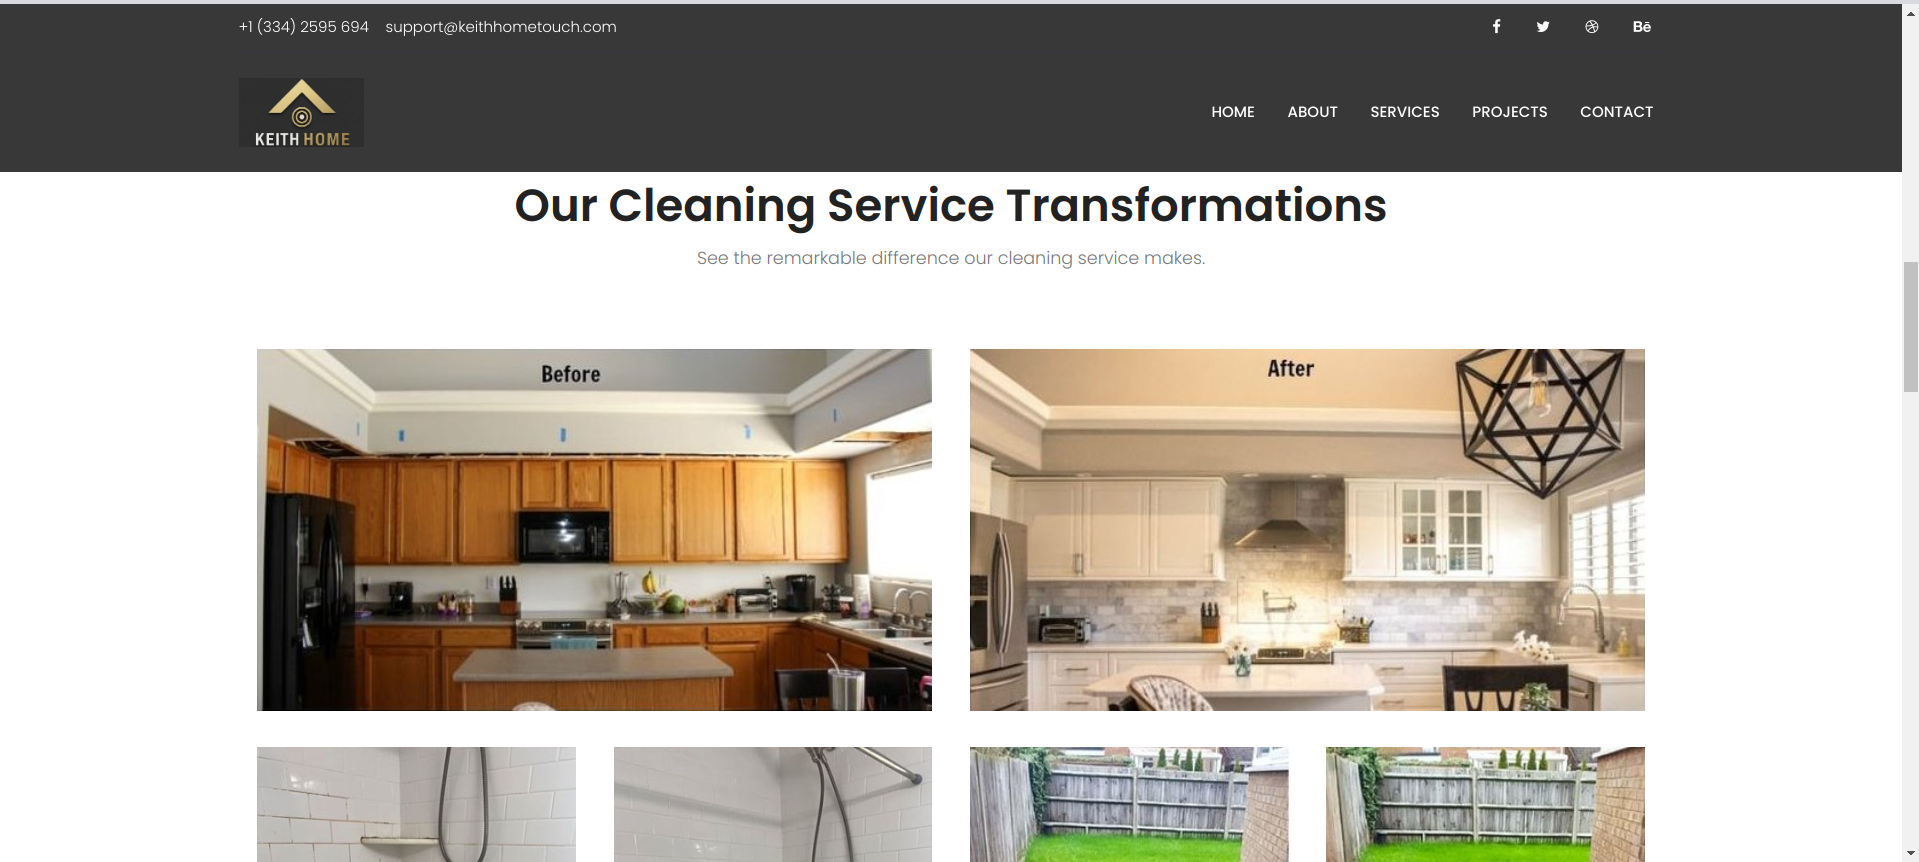 +1 (334) 2595 694 support@keithhometouch.com
Bē
KEITH HOME
HOME ABOUT SERVICES PROJECTS CONTACT
Our Cleaning Service Transformations
See the remarkable difference our cleaning service makes.
Before
After